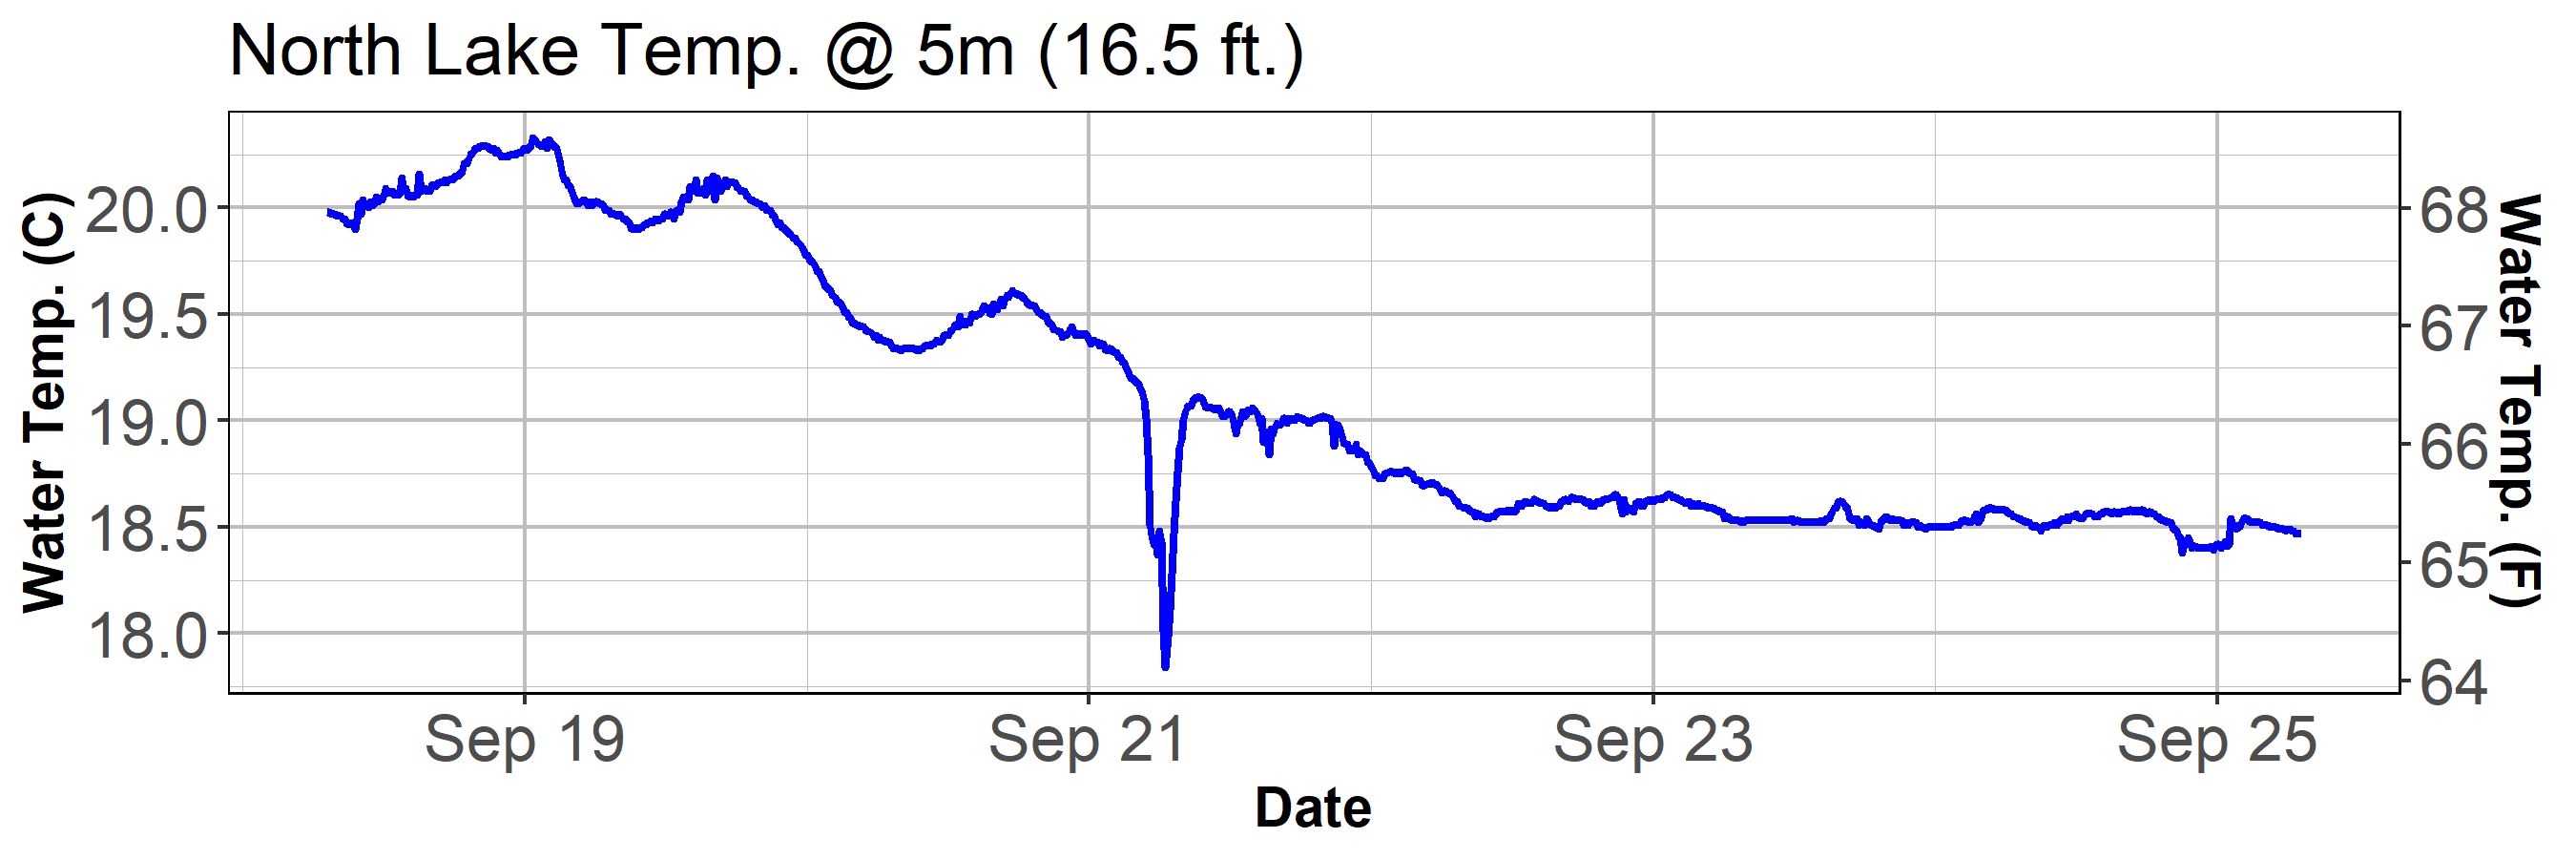 North Lake Temp. @ 5m (16.5 ft.)
Water Temp. (C)
20.0
19.5
19.0
18.5
18.0
68
67
66
65
64
Water Temp. (F)
Sep 19
Sep 21
Sep 23
Sep 25
Date